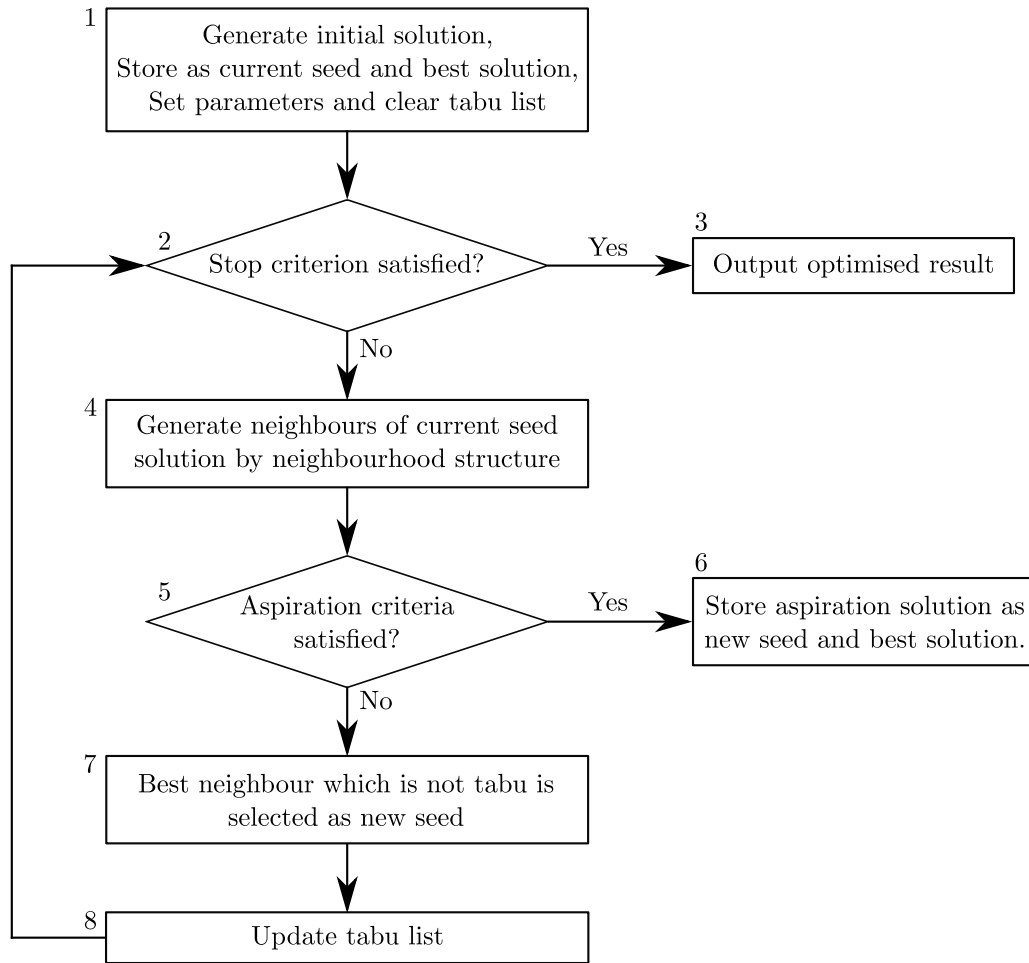 1
Generate initial solution,
Store as current seed and best solution,
Set parameters and clear tabu list
2
Stop criterion satisfied?
Yes
3
Output optimised result
No
4
Generate neighbours of current seed
solution by neighbourhood structure
5
Aspiration criteria
satisfied?
Yes
6
Store aspiration solution as
new seed and best solution.
No
7
Best neighbour which is not tabu is
selected as new seed
8
Update tabu list